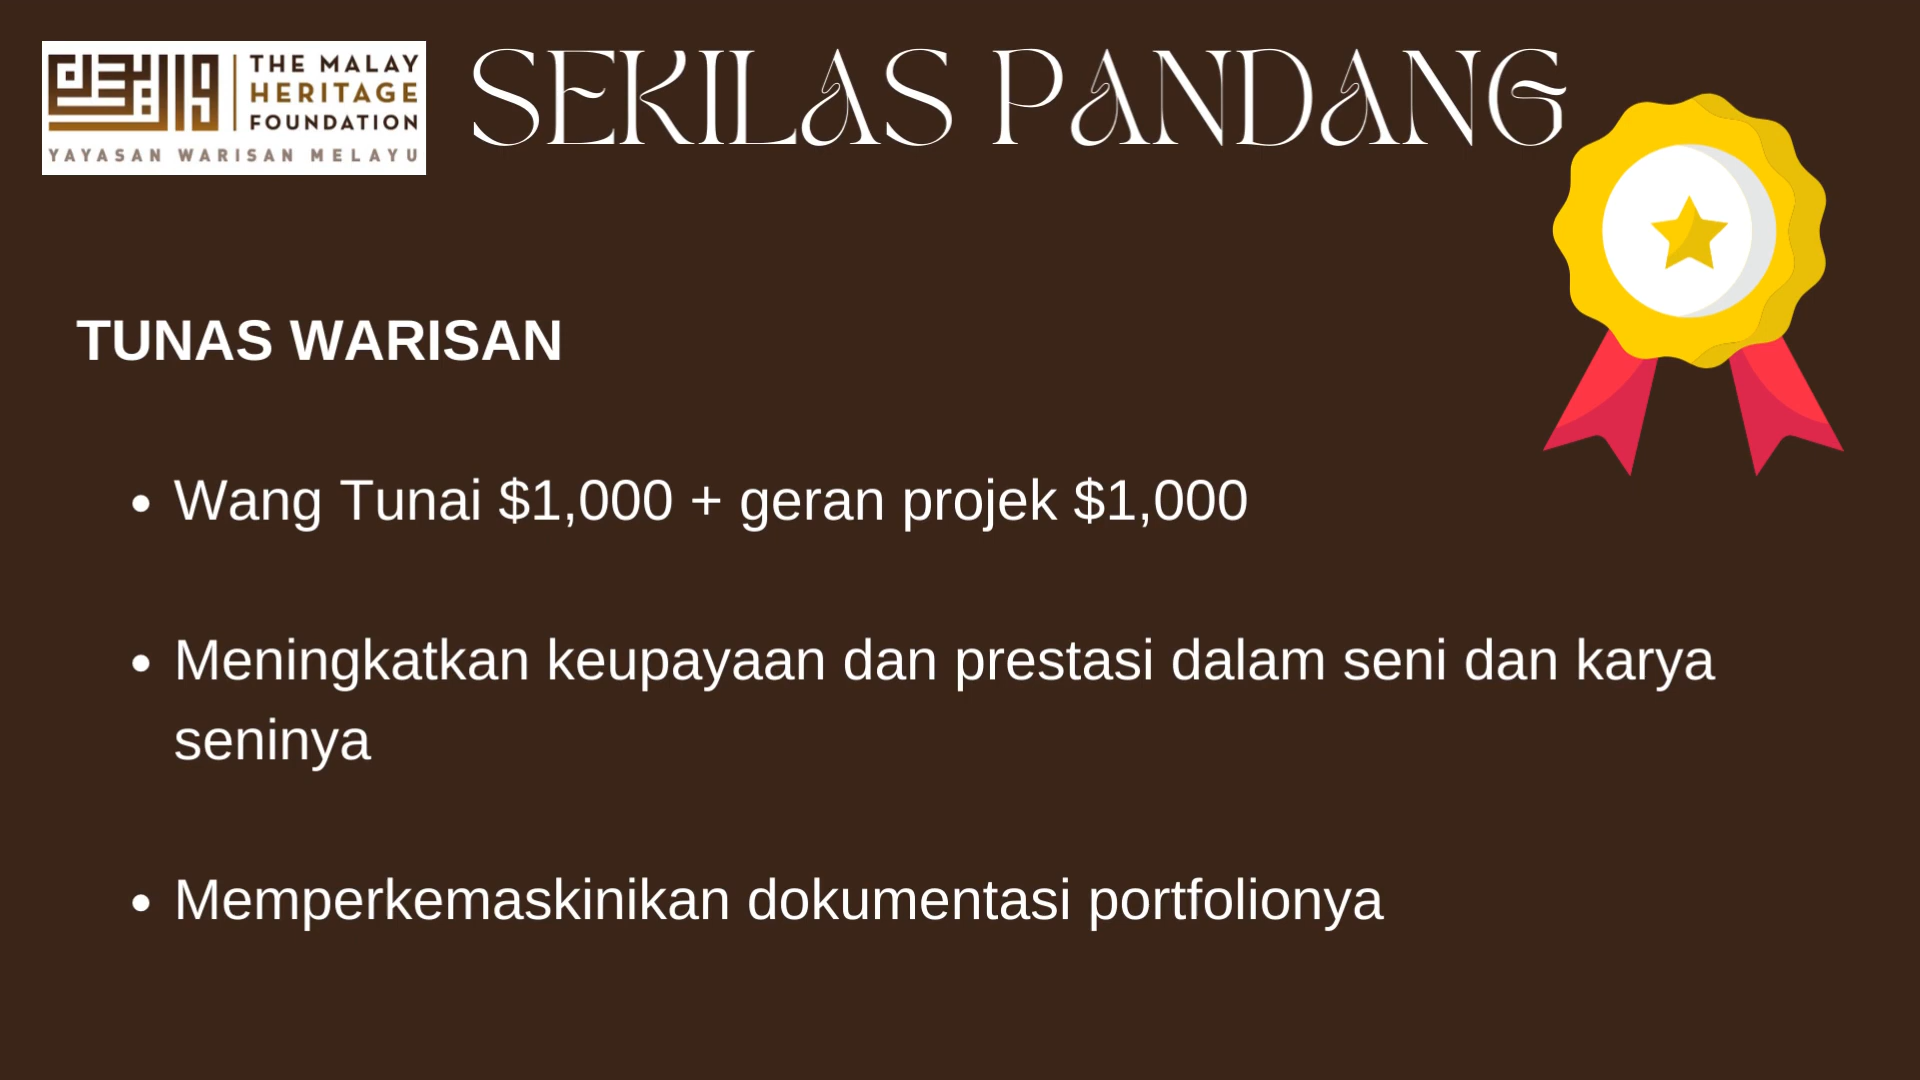 THE MALAY
HERITAGE
FOUNDATION
YAYASAN WARISAN MELAYU
SEKILAS PANDANG
TUNAS WARISAN
• Wang Tunai $1,000 + geran projek $1,000
• Meningkatkan keupayaan dan prestasi dalam seni dan karya
seninya
• Memperkemaskinikan dokumentasi portfolionya